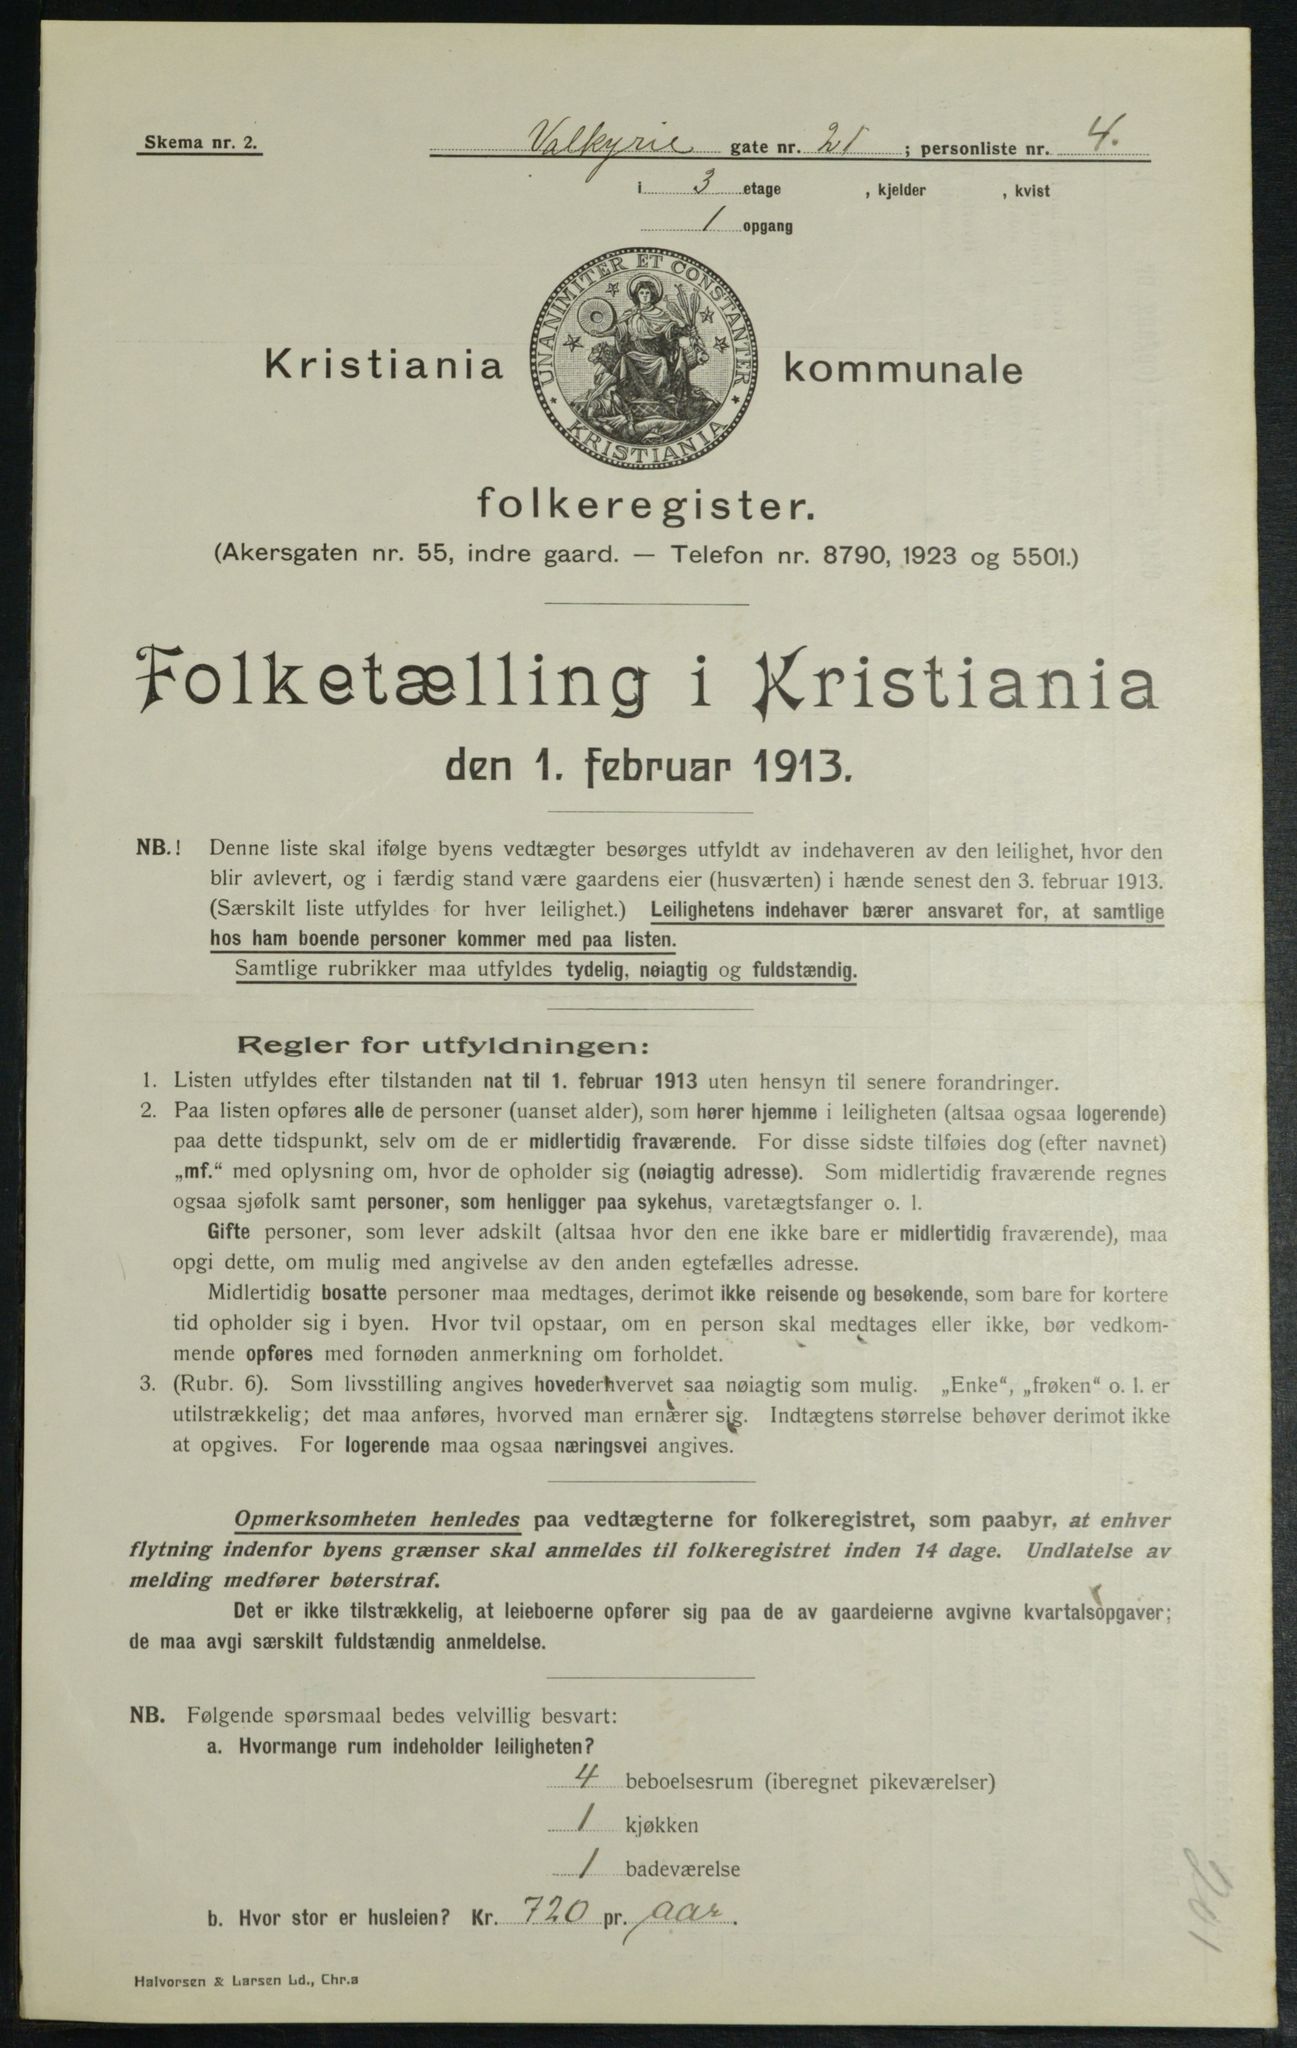 Skema nr. 2.
Valkyrie gate nr. 21 ; personliste nr. 4.
i 3 etage , kjelder , kvist
1 opgang
UNANIMITER ET CONSTANTER
KRISTIANIA
Kristiania kommunale
folkeregister.
(Akersgaten nr. 55, indre gaard. — Telefon nr. 8790, 1923 og 5501.)
Folketælling i Kristiania
den 1. februar 1913.
NB.! Denne liste skal ifølge byens vedtægter besørges utfyldt av indehaveren av den leilighet, hvor den
blir avlevert, og i færdig stand være gaardens eier (husværten) i hænde senest den 3. februar 1913.
(Særskilt liste utfyldes for hver leilighet.) Leilighetens indehaver bærer ansvaret for, at samtlige
hos ham boende personer kommer med paa listen.
Samtlige rubrikker maa utfyldes tydelig, nøiagtig og fuldstændig.
Regler for utfyldningen:
1. Listen utfyldes efter tilstanden nat til 1. februar 1913 uten hensyn til senere forandringer.
2. Paa listen opføres alle de personer (uanset alder), som hører hjemme i leiligheten (altsaa ogsaa logerende)
paa dette tidspunkt, selv om de er midlertidig fraværende. For disse sidste tilføies dog (efter navnet)
„mf.“ med oplysning om, hvor de opholder sig (nøiagtig adresse). Som midlertidig fraværende regnes
ogsaa sjøfolk samt personer, som henligger paa sykehus, varetægtsfanger o. l.
Gifte personer, som lever adskilt (altsaa hvor den ene ikke bare er midlertidig fraværende), maa
opgi dette, om mulig med angivelse av den anden egtefælles adresse.
Midlertidig bosatte personer maa medtages, derimot ikke reisende og besøkende, som bare for kortere
tid opholder sig i byen. Hvor tvil opstaar, om en person skal medtages eller ikke, bør vedkom-
mende opføres med fornøden anmerkning om forholdet.
3. (Rubr. 6). Som livsstilling angives hovederhvervet saa nøiagtig som mulig. „Enke“, „frøken“ o. l. er
utilstrækkelig; det maa anføres, hvorved man ernærer sig. Indtægtens størrelse behøver derimot ikke
at opgives. For logerende maa ogsaa næringsvei angives.
Opmerksomheten henledes paa vedtægterne for folkeregistret, som paabyr, at enhver
flytning indenfor byens grænser skal anmeldes til folkeregistret inden 14 dage. Undlatelse av
melding medfører bøterstraf.
Det er ikke tilstrækkelig, at leieboerne opfører sig paa de av gaardeierne avgivne kvartalsopgaver;
de maa avgi særskilt fuldstændig anmeldelse.
NB. Følgende spørsmaal bedes velvillig besvart:
a. Hvormange rum indeholder leiligheten?
4 beboelsesrum (iberegnet pikeværelser)
1 kjøkken
1 badeværelse
b. Hvor stor er husleien? Kr. 720 pr. aar.
Halvorsen & Larsen Ld., Chr.a